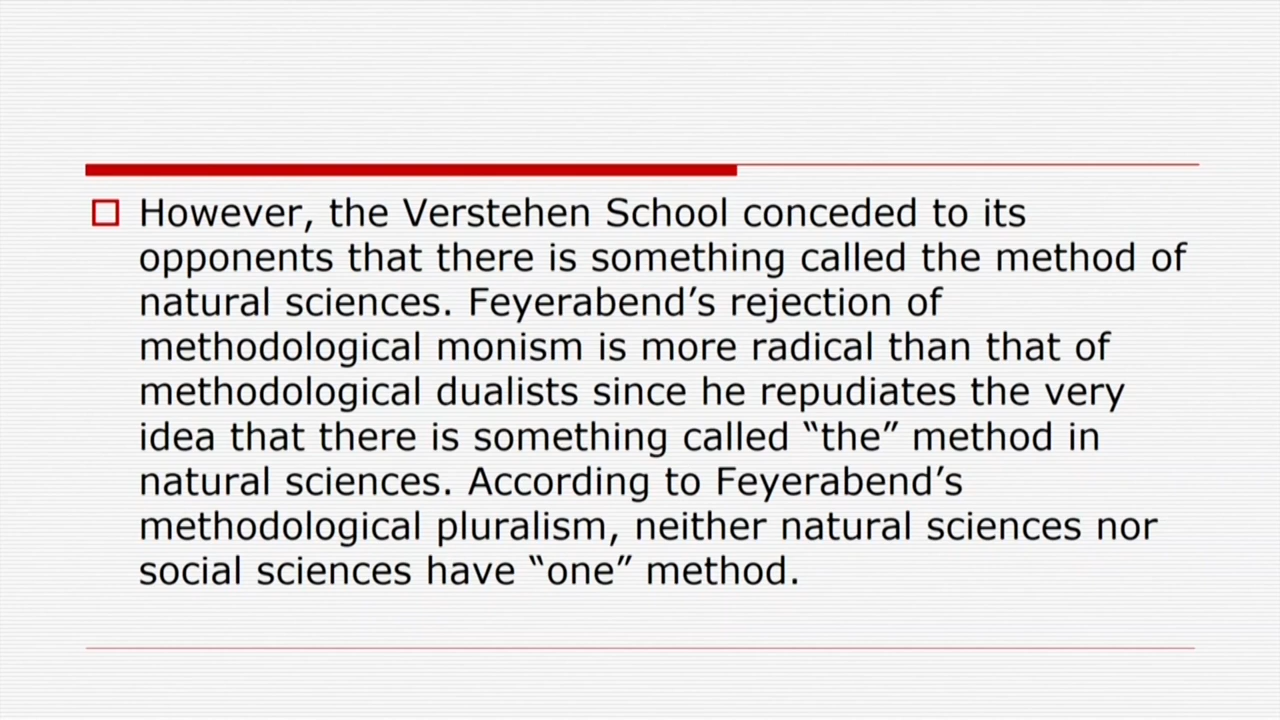 However, the Verstehen School conceded to its
opponents that there is something called the method of
natural sciences. Feyerabend’s rejection of
methodological monism is more radical than that of
methodological dualists since he repudiates the very
idea that there is something called “the” method in
natural sciences. According to Feyerabend’s
methodological pluralism, neither natural sciences nor
social sciences have “one” method.